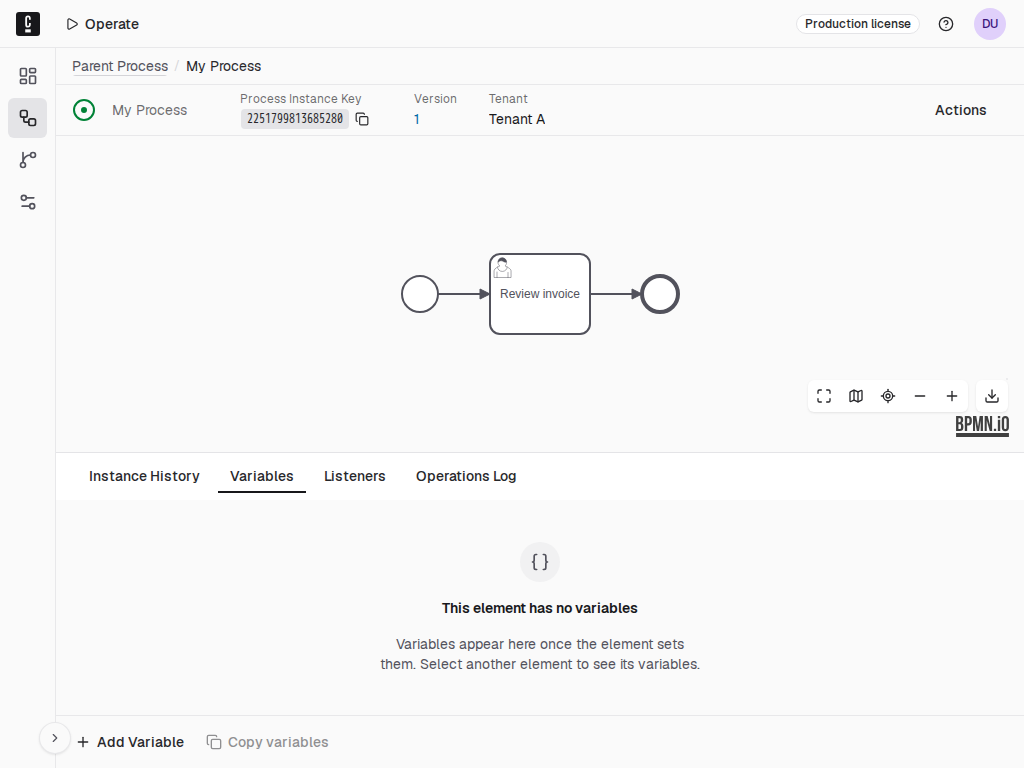 Operate
Production license
DU
Parent Process / My Process
My Process
Process Instance Key
2251799813685280
Version
1
Tenant
Tenant A
Actions
Review invoice
BPMN.iO
Instance History
Variables
Listeners
Operations Log
{ }
This element has no variables
Variables appear here once the element sets
them. Select another element to see its variables.
Add Variable
Copy variables